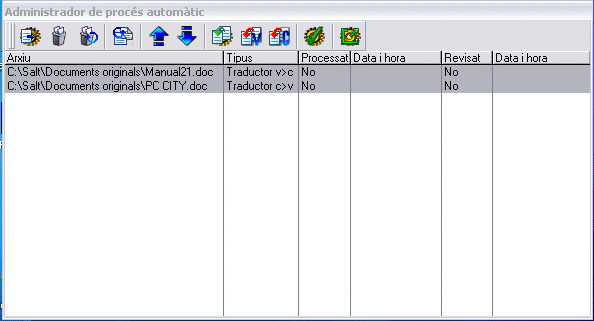 Administrador de procés automàtic
Arxiu Tipus Processat Data i hora Revisat Data i hora
C:\Salt\Documents originals\Manual21.doc Traductor v>c No No
C:\Salt\Documents originals\PC CITY.doc Traductor c>v No No